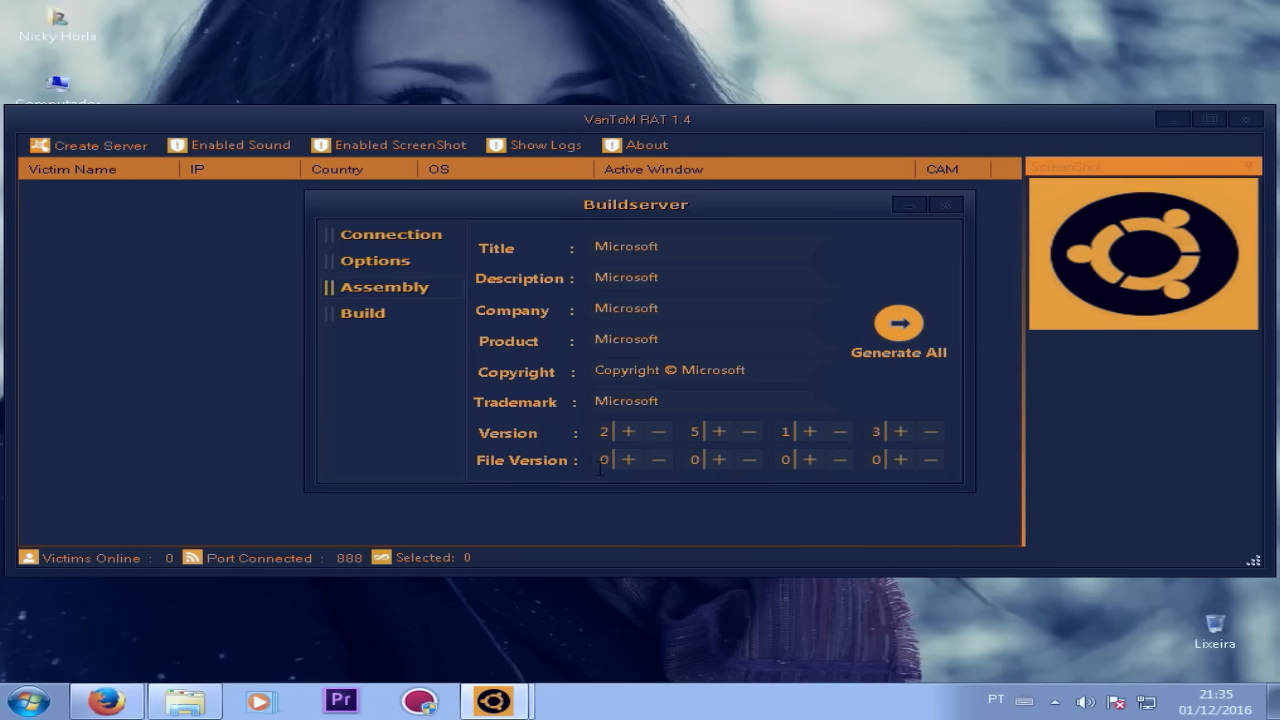 Nicky Horla
Computador
VanToM RAT 1.4
Create Server Enabled Sound Enabled ScreenShot Show Logs About
Victim Name IP Country OS Active Window CAM ScreenShot
Buildserver
Connection
Options
Assembly
Build
Title : Microsoft
Description : Microsoft
Company : Microsoft
Product : Microsoft
Copyright : Copyright © Microsoft
Trademark : Microsoft
Version : 2 + − 5 + − 1 + − 3 + −
File Version : 0 + − 0 + − 0 + − 0 + −
Generate All
Victims Online : 0 Port Connected : 888 Selected: 0
Lixeira
Pr
PT
21:35
01/12/2016